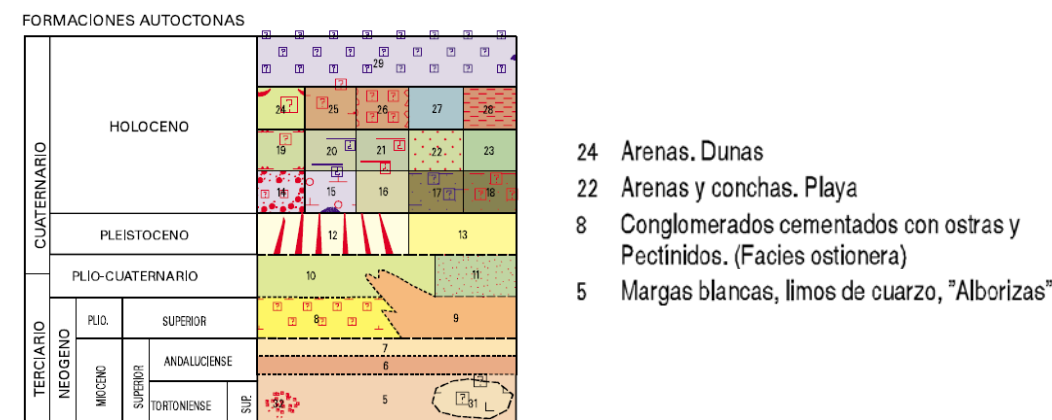 FORMACIONES AUTOCTONAS
CUATERNARIO
HOLOCENO
29
24
25
26
27
28
19
20
21
22
23
14
15
16
17
18
PLEISTOCENO
12
13
PLIO-CUATERNARIO
10
11
TERCIARIO
NEOGENO
PLIO.
SUPERIOR
8
9
MIOCENO
SUPERIOR
ANDALUCIENSE
7
6
TORTONIENSE
SUP.
5
31
24 Arenas. Dunas
22 Arenas y conchas. Playa
8 Conglomerados cementados con ostras y
Pectínidos. (Facies ostionera)
5 Margas blancas, limos de cuarzo, "Alborizas"